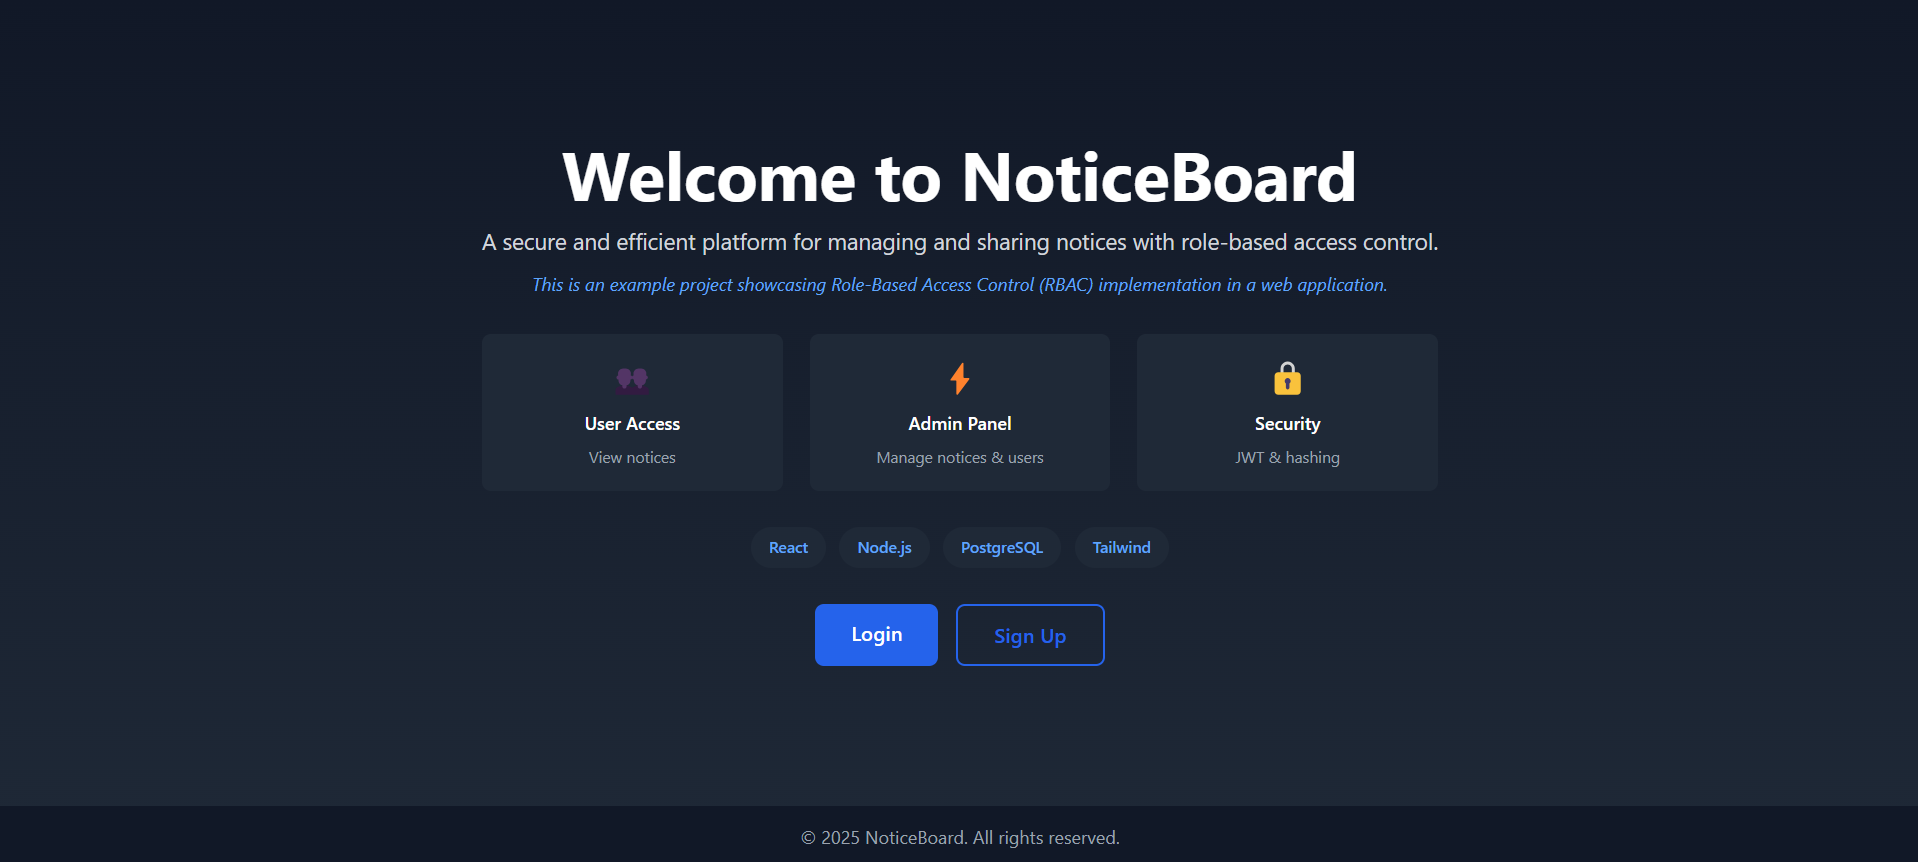 Welcome to NoticeBoard
A secure and efficient platform for managing and sharing notices with role-based access control.
This is an example project showcasing Role-Based Access Control (RBAC) implementation in a web application.
User Access
View notices
Admin Panel
Manage notices & users
Security
JWT & hashing
React
Node.js
PostgreSQL
Tailwind
Login
Sign Up
© 2025 NoticeBoard. All rights reserved.